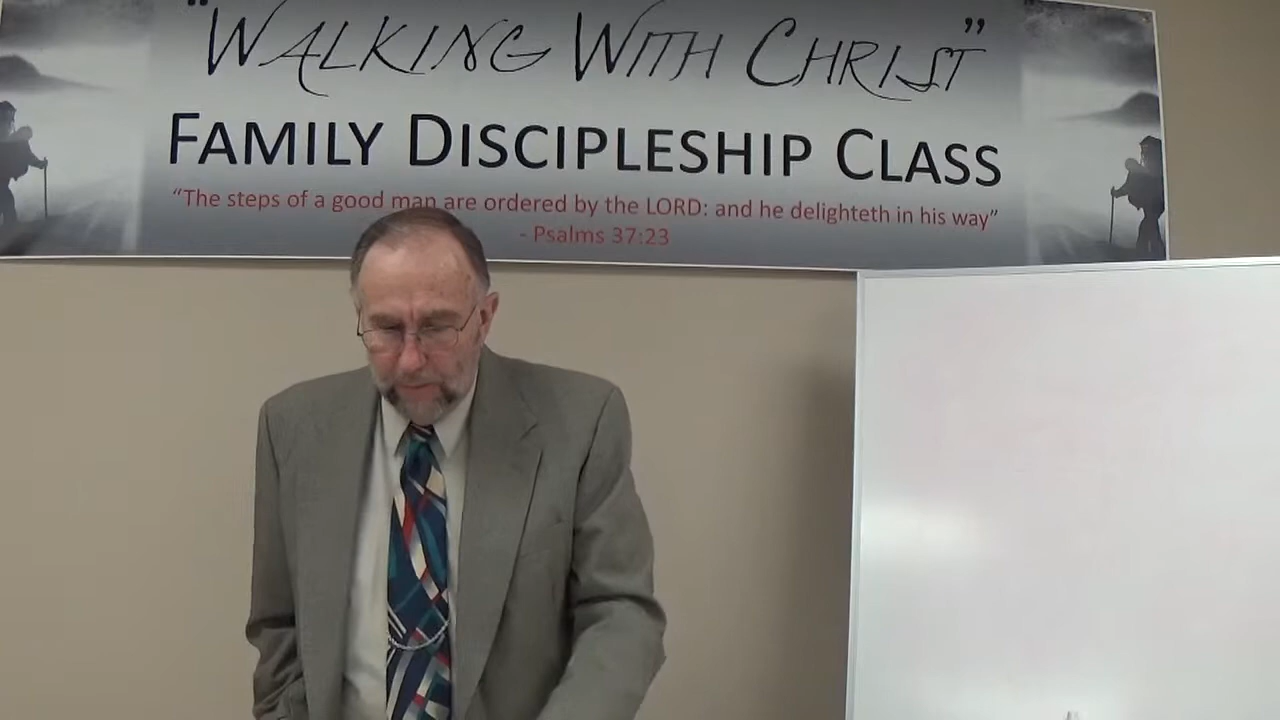 "WALKING WITH CHRIST"
FAMILY DISCIPLESHIP CLASS
“The steps of a good man are ordered by the LORD: and he delighteth in his way”
- Psalms 37:23